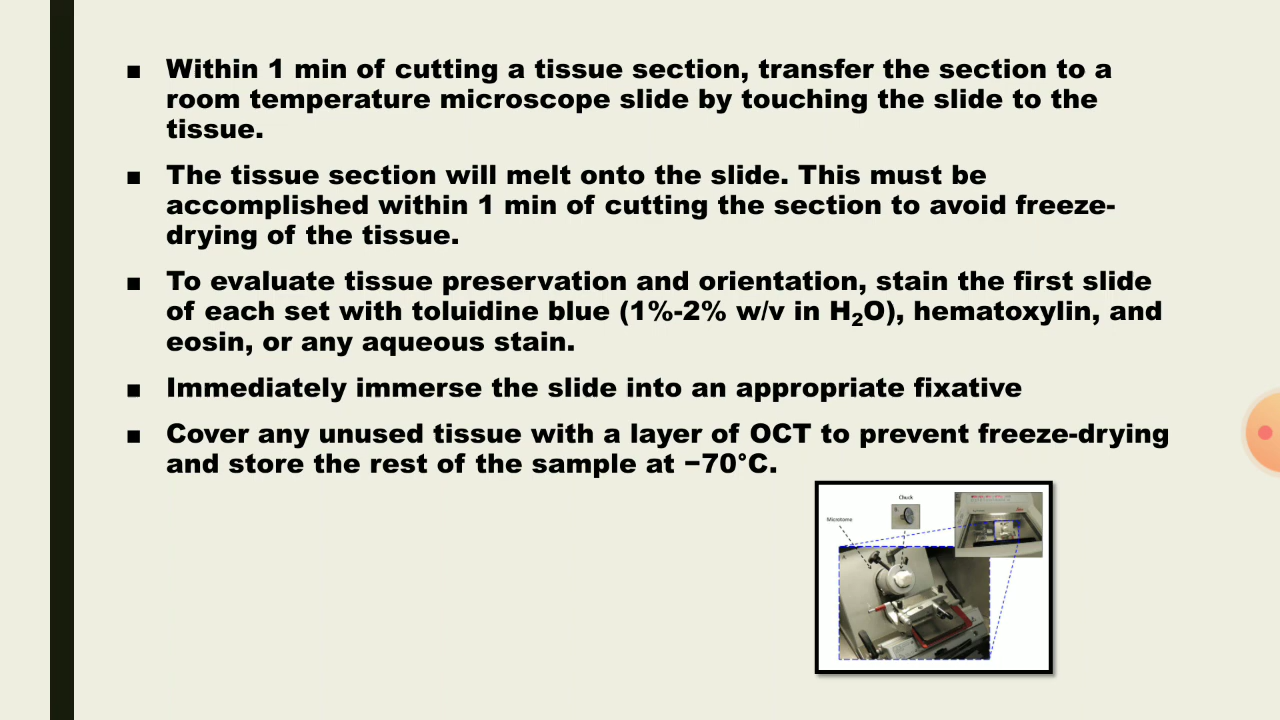 ■ Within 1 min of cutting a tissue section, transfer the section to a
room temperature microscope slide by touching the slide to the
tissue.
■ The tissue section will melt onto the slide. This must be
accomplished within 1 min of cutting the section to avoid freeze-
drying of the tissue.
■ To evaluate tissue preservation and orientation, stain the first slide
of each set with toluidine blue (1%-2% w/v in H₂O), hematoxylin, and
eosin, or any aqueous stain.
■ Immediately immerse the slide into an appropriate fixative
■ Cover any unused tissue with a layer of OCT to prevent freeze-drying
and store the rest of the sample at −70°C.
Chuck
Microtome